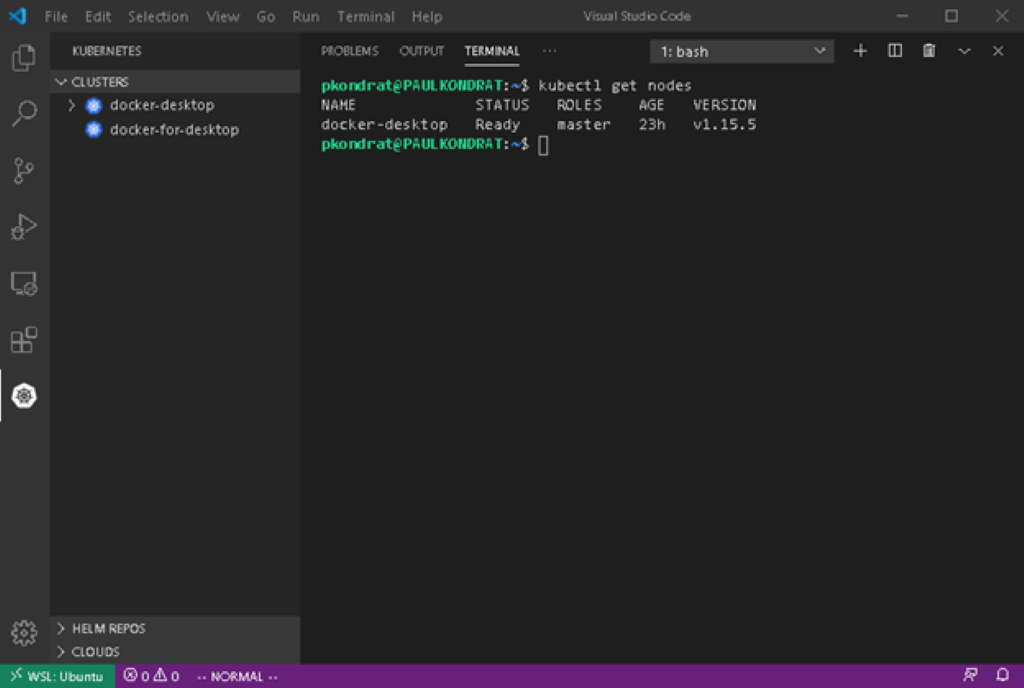 File Edit Selection View Go Run Terminal Help Visual Studio Code
KUBERNETES
CLUSTERS
docker-desktop
docker-for-desktop
HELM REPOS
CLOUDS
PROBLEMS OUTPUT TERMINAL ··· 1: bash
pkondrat@PAULKONDRAT:~$ kubectl get nodes
NAME STATUS ROLES AGE VERSION
docker-desktop Ready master 23h v1.15.5
pkondrat@PAULKONDRAT:~$
WSL: Ubuntu 0 0 -- NORMAL --